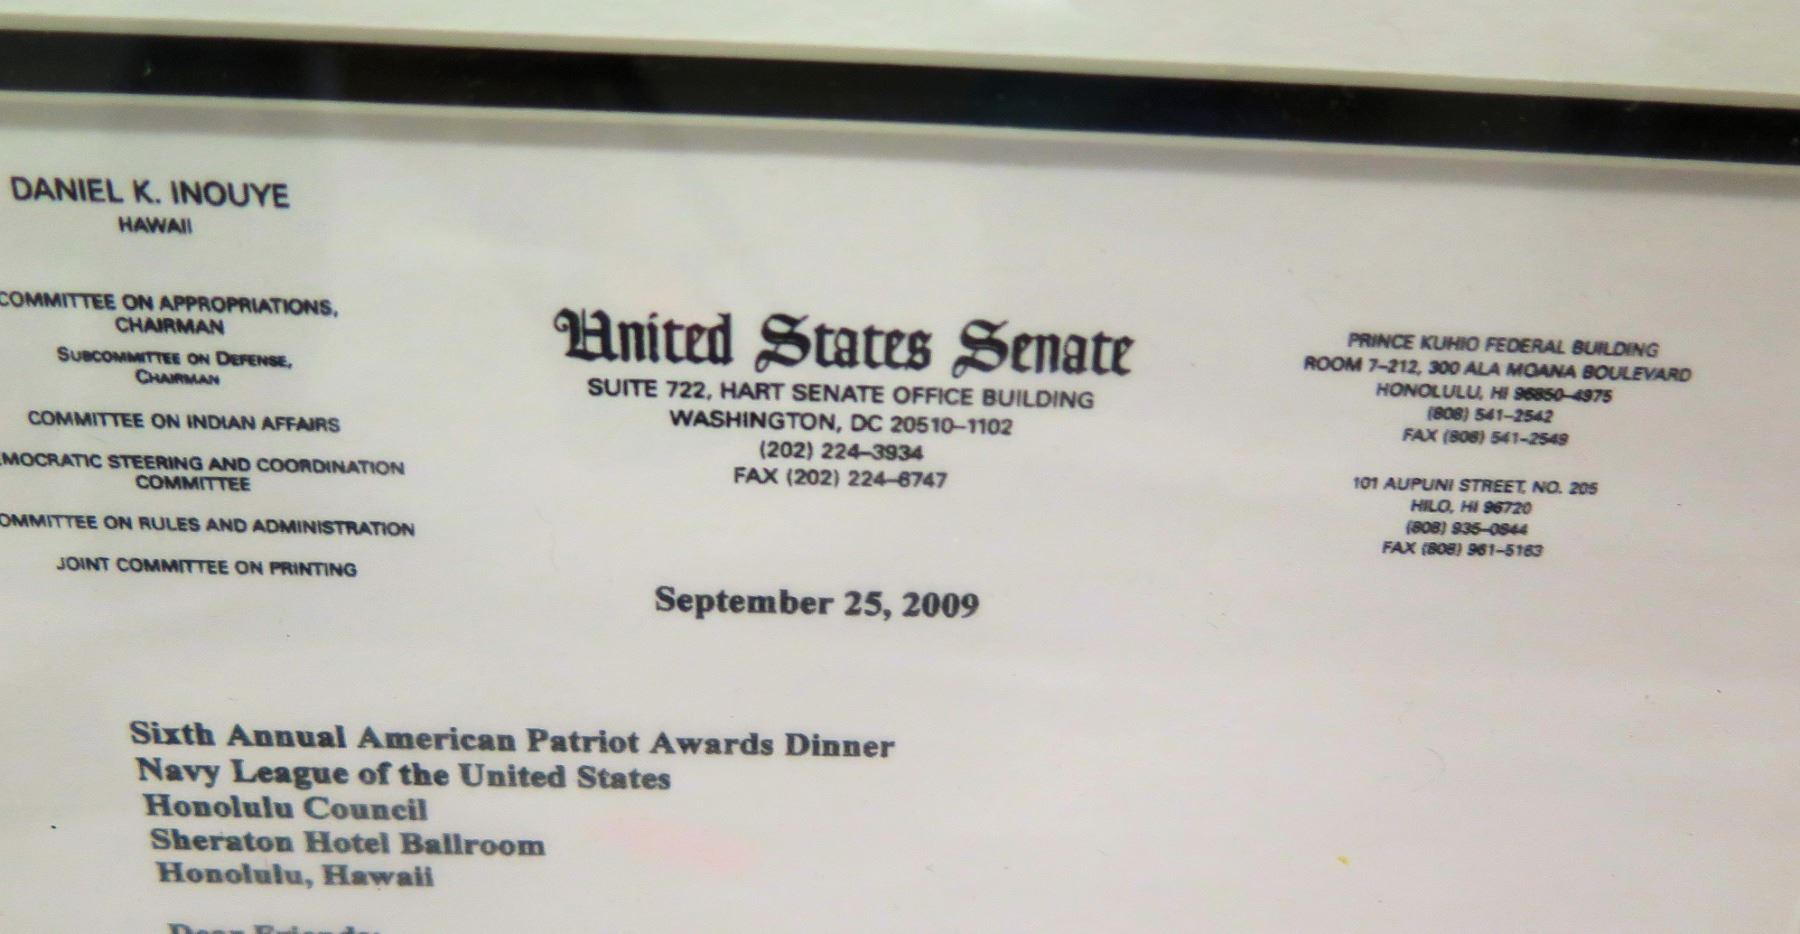 DANIEL K. INOUYE
HAWAII
COMMITTEE ON APPROPRIATIONS,
CHAIRMAN
SUBCOMMITTEE ON DEFENSE,
CHAIRMAN
COMMITTEE ON INDIAN AFFAIRS
MOCRATIC STEERING AND COORDINATION
COMMITTEE
OMMITTEE ON RULES AND ADMINISTRATION
JOINT COMMITTEE ON PRINTING
United States Senate
SUITE 722, HART SENATE OFFICE BUILDING
WASHINGTON, DC 20510–1102
(202) 224–3934
FAX (202) 224–6747
PRINCE KUHIO FEDERAL BUILDING
ROOM 7–212, 300 ALA MOANA BOULEVARD
HONOLULU, HI 96850–4975
(808) 541–2542
FAX (808) 541–2549
101 AUPUNI STREET, NO. 205
HILO, HI 96720
(808) 935–0844
FAX (808) 961–5163
September 25, 2009
Sixth Annual American Patriot Awards Dinner
Navy League of the United States
Honolulu Council
Sheraton Hotel Ballroom
Honolulu, Hawaii
Dear Friends: